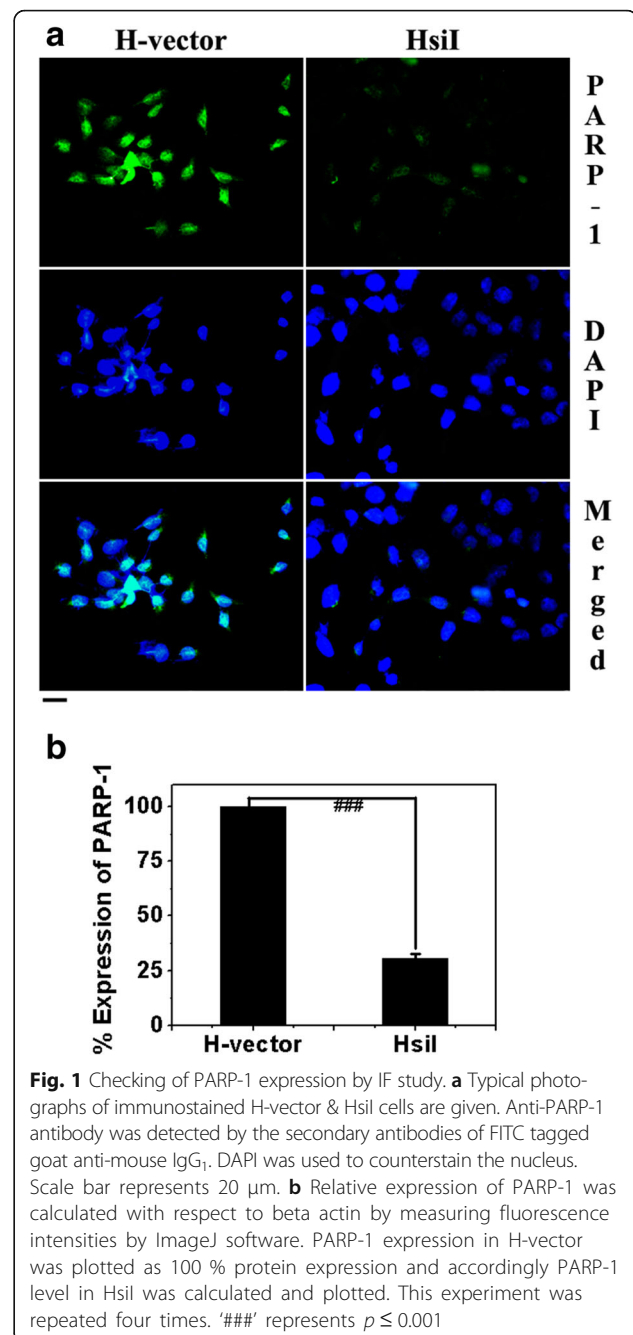 a
H-vector HsiI
PARP-1
DAPI
Merged
b
% Expression of PARP-1
100
75
50
25
0
###
H-vector HsiI
Fig. 1 Checking of PARP-1 expression by IF study. a Typical photo-
graphs of immunostained H-vector & HsiI cells are given. Anti-PARP-1
antibody was detected by the secondary antibodies of FITC tagged
goat anti-mouse IgG₁. DAPI was used to counterstain the nucleus.
Scale bar represents 20 μm. b Relative expression of PARP-1 was
calculated with respect to beta actin by measuring fluorescence
intensities by ImageJ software. PARP-1 expression in H-vector
was plotted as 100 % protein expression and accordingly PARP-1
level in HsiI was calculated and plotted. This experiment was
repeated four times. ‘###’ represents p ≤ 0.001